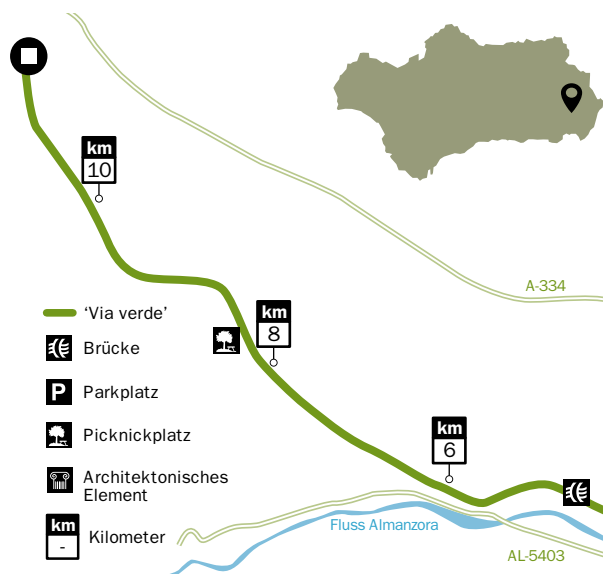 km
10
A-334
km
8
'Via verde'
Brücke
P
Parkplatz
Picknickplatz
Architektonisches
Element
km
-
Kilometer
km
6
Fluss Almanzora
AL-5403